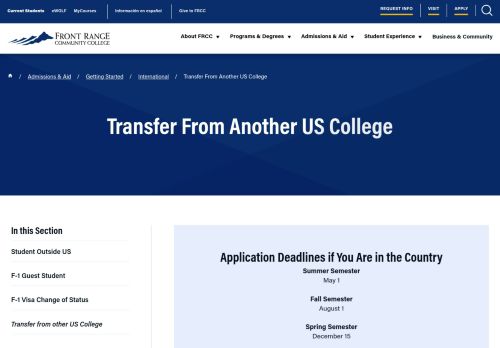 Current Students eWOLF MyCourses Información en español Give to FRCC REQUEST INFO VISIT APPLY
FRONT RANGE
COMMUNITY COLLEGE
About FRCC Programs & Degrees Admissions & Aid Student Experience Business & Community
/ Admissions & Aid / Getting Started / International / Transfer From Another US College
Transfer From Another US College
In this Section
Student Outside US
F-1 Guest Student
F-1 Visa Change of Status
Transfer from other US College
Application Deadlines if You Are in the Country
Summer Semester
May 1
Fall Semester
August 1
Spring Semester
December 15